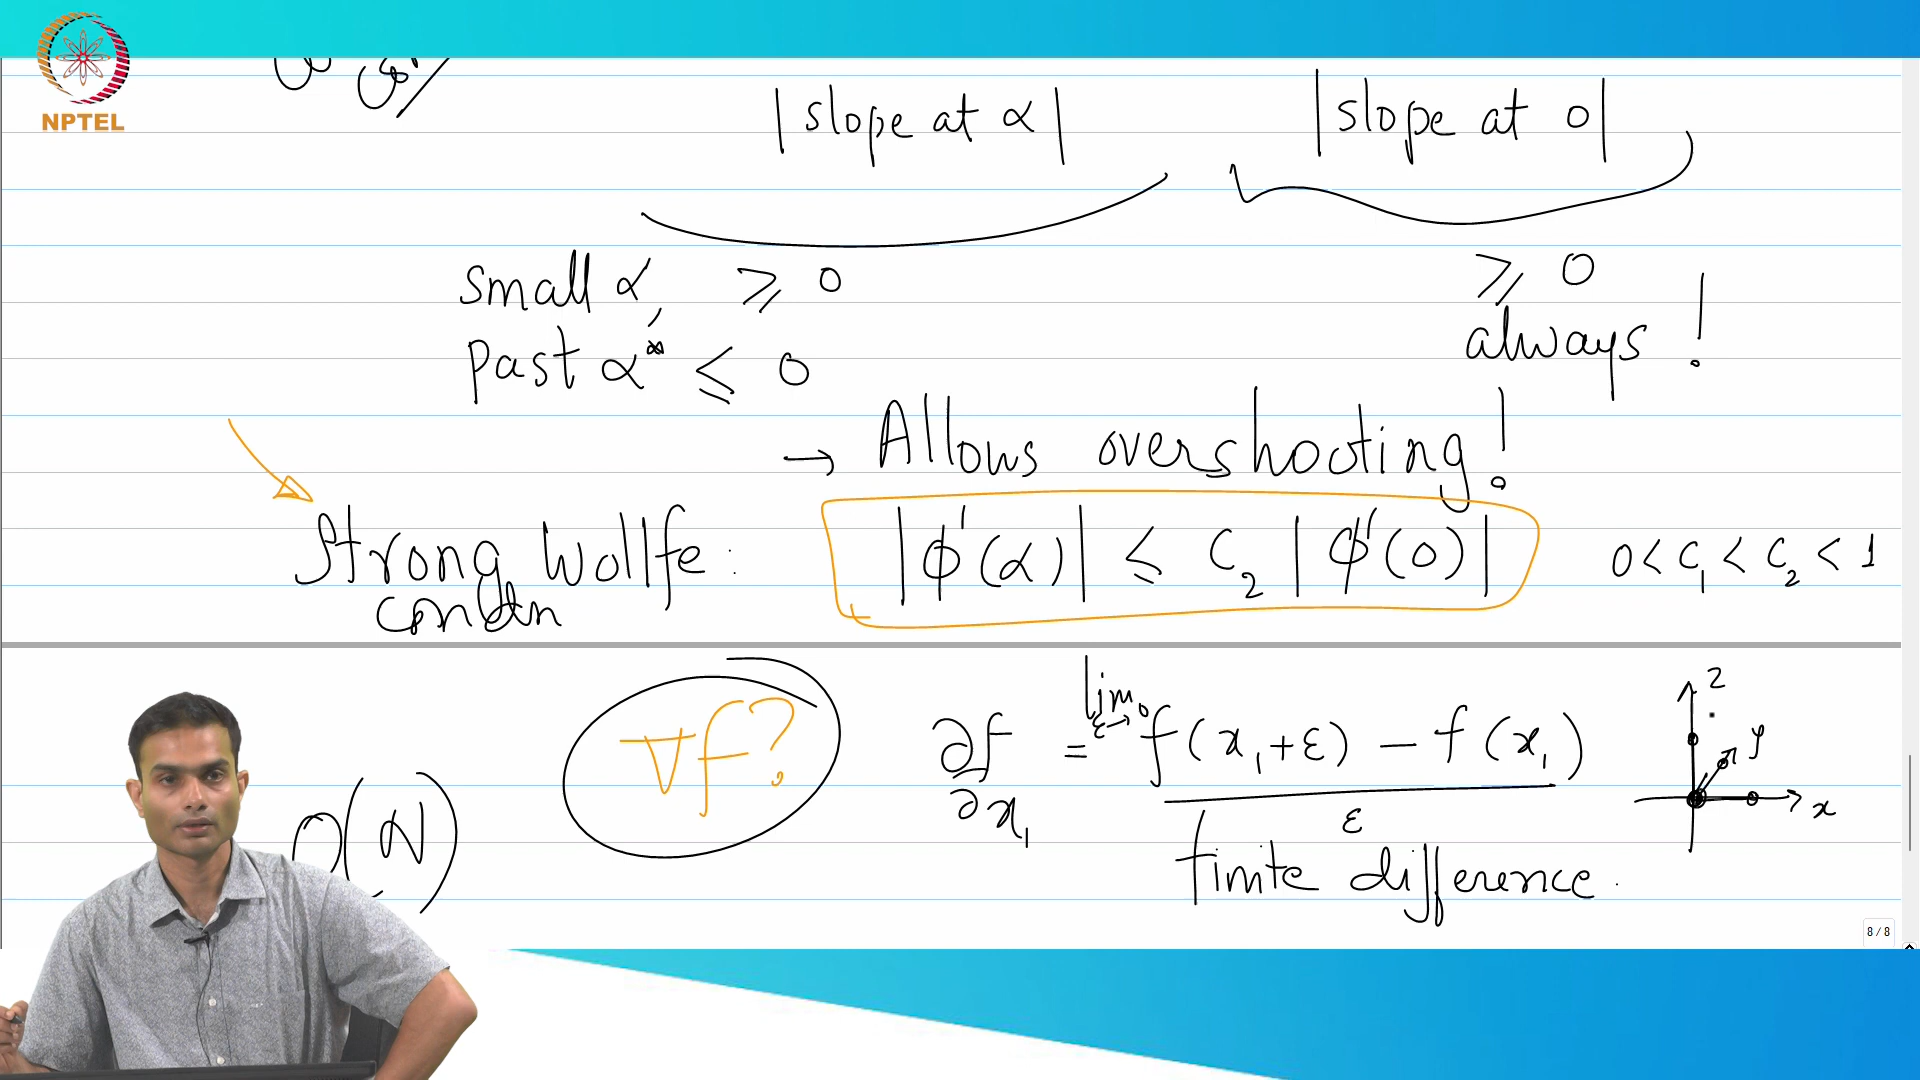 NPTEL
|slope at α| |slope at 0|
small α, ⩾ 0 ⩾ 0
past α* ⩽ 0 always!
→ Allows overshooting!
Strong Wollfe: |ϕ'(α)| ≤ C₂ |ϕ'(0)| 0 < C₁ < C₂ < 1
condn
∇f? ∂f/∂x₁ = lim ε→0 f(x₁+ε) − f(x₁) / ε
z
y
x
O(N)
finite difference.
8 / 8